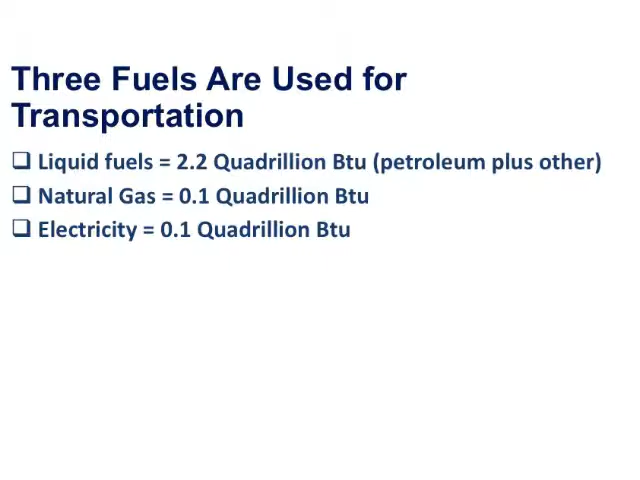 Three Fuels Are Used for
Transportation
❑ Liquid fuels = 2.2 Quadrillion Btu (petroleum plus other)
❑ Natural Gas = 0.1 Quadrillion Btu
❑ Electricity = 0.1 Quadrillion Btu